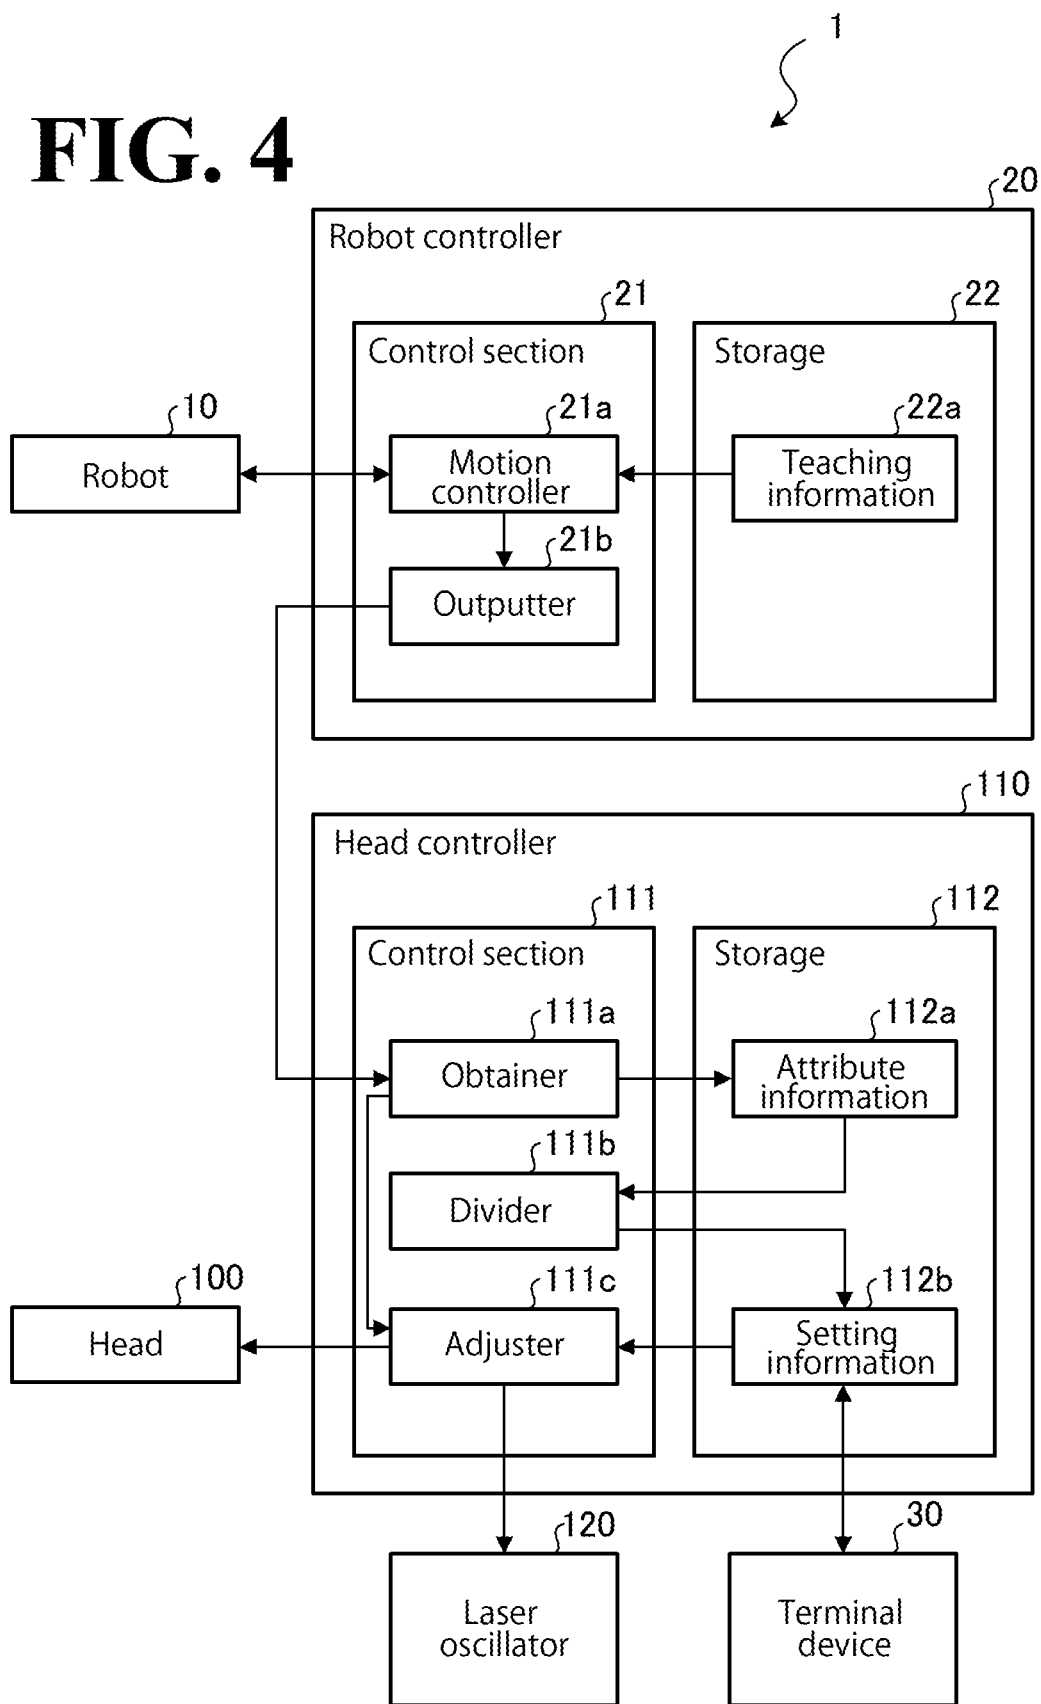 1
FIG. 4
20
Robot controller
21
22
Control section
Storage
10
21a
22a
Robot
Motion
controller
Teaching
information
21b
Outputter
110
Head controller
111
112
Control section
Storage
111a
112a
Obtainer
Attribute
information
111b
Divider
100
111c
112b
Head
Adjuster
Setting
information
120
30
Laser
oscillator
Terminal
device